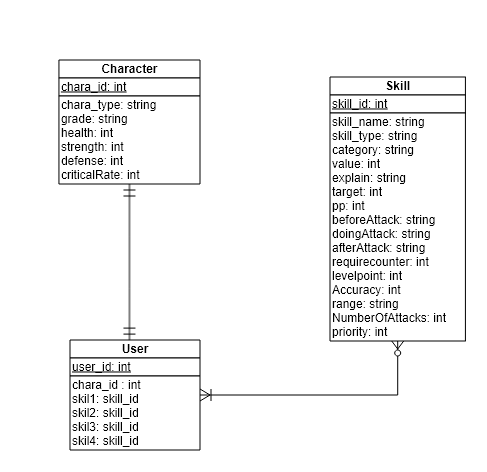 Character
chara_id: int
chara_type: string
grade: string
health: int
strength: int
defense: int
criticalRate: int
Skill
skill_id: int
skill_name: string
skill_type: string
category: string
value: int
explain: string
target: int
pp: int
beforeAttack: string
doingAttack: string
afterAttack: string
requirecounter: int
levelpoint: int
Accuracy: int
range: string
NumberOfAttacks: int
priority: int
User
user_id: int
chara_id : int
skil1: skill_id
skil2: skill_id
skil3: skill_id
skil4: skill_id